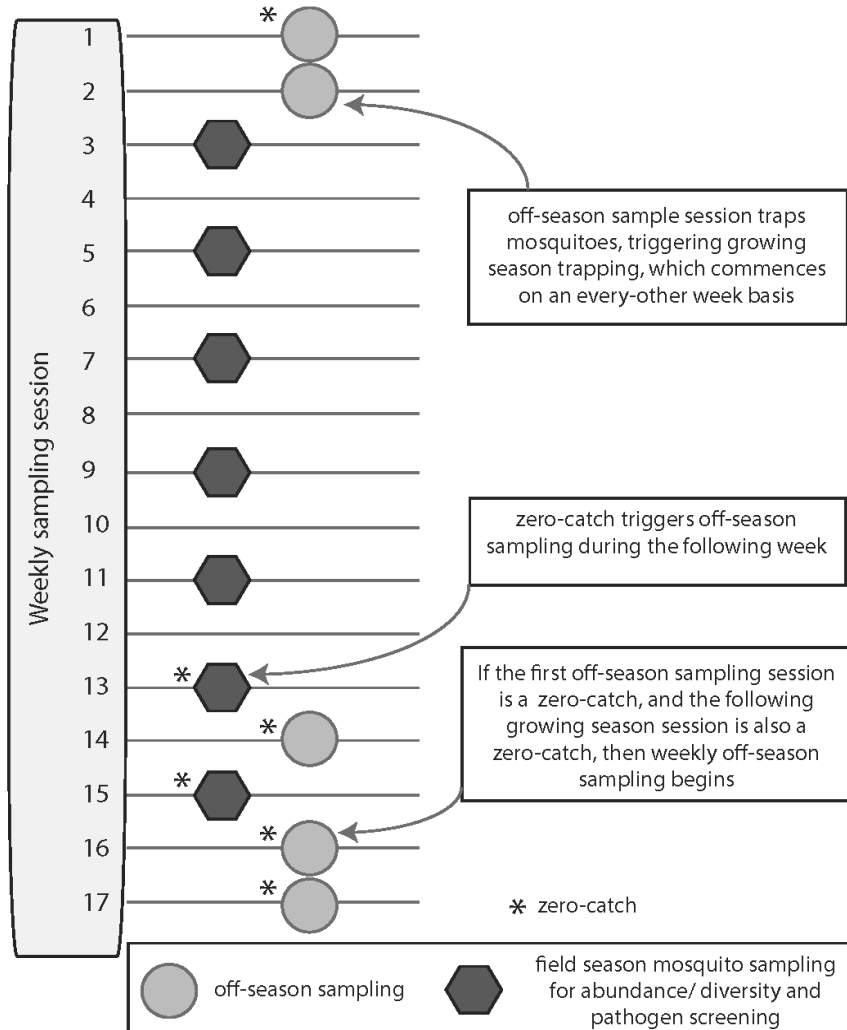 Weekly sampling session
*
1
2
3
4
5
6
7
8
9
10
11
12
* 13
* 14
* 15
* 16
* 17
off-season sample session traps
mosquitoes, triggering growing
season trapping, which commences
on an every-other week basis
zero-catch triggers off-season
sampling during the following week
If the first off-season sampling session
is a zero-catch, and the following
growing season session is also a
zero-catch, then weekly off-season
sampling begins
* zero-catch
off-season sampling
field season mosquito sampling
for abundance/ diversity and
pathogen screening